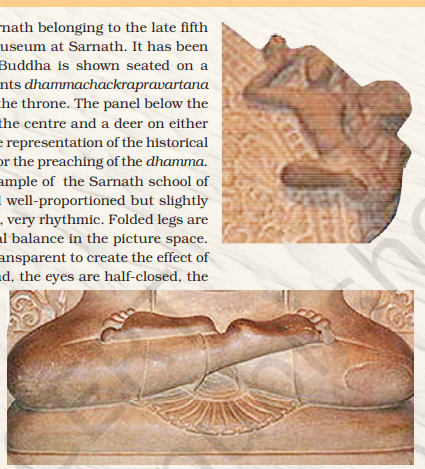 rnath belonging to the late fifth
useum at Sarnath. It has been
Buddha is shown seated on a
nts dhammachackrapravartana
the throne. The panel below the
the centre and a deer on either
e representation of the historical
or the preaching of the dhamma.
ample of the Sarnath school of
l well-proportioned but slightly
, very rhythmic. Folded legs are
al balance in the picture space.
ansparent to create the effect of
nd, the eyes are half-closed, the